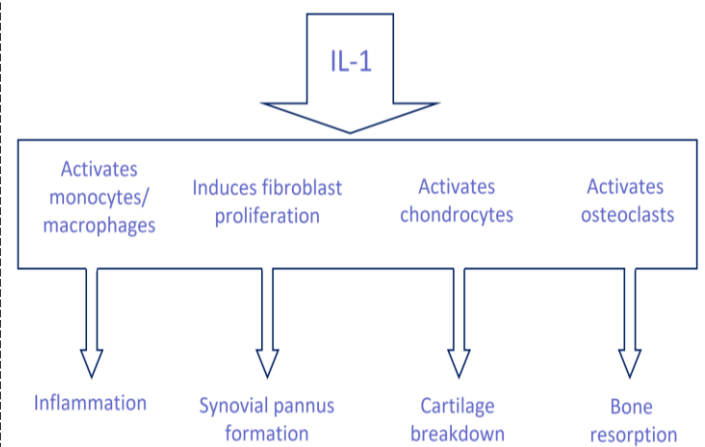 IL-1
Activates
monocytes/
macrophages
Induces fibroblast
proliferation
Activates
chondrocytes
Activates
osteoclasts
Inflammation
Synovial pannus
formation
Cartilage
breakdown
Bone
resorption